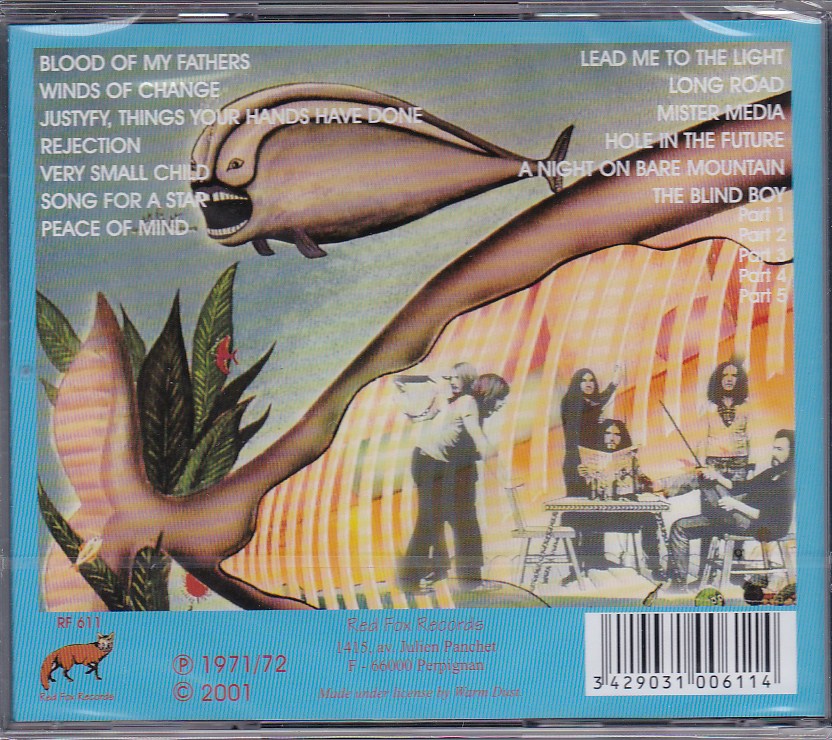 BLOOD OF MY FATHERS
WINDS OF CHANGE
JUSTYFY, THINGS YOUR HANDS HAVE DONE
REJECTION
VERY SMALL CHILD
SONG FOR A STAR
PEACE OF MIND
LEAD ME TO THE LIGHT
LONG ROAD
MISTER MEDIA
HOLE IN THE FUTURE
A NIGHT ON BARE MOUNTAIN
THE BLIND BOY
Part 1
Part 2
Part 3
Part 4
Part 5
RF 611
Red Fox Records
℗ 1971/72
© 2001
Red Fox Records
1415, av. Julien Panchet
F - 66000 Perpignan
Made under license by Warm Dust.
3 429031 006114